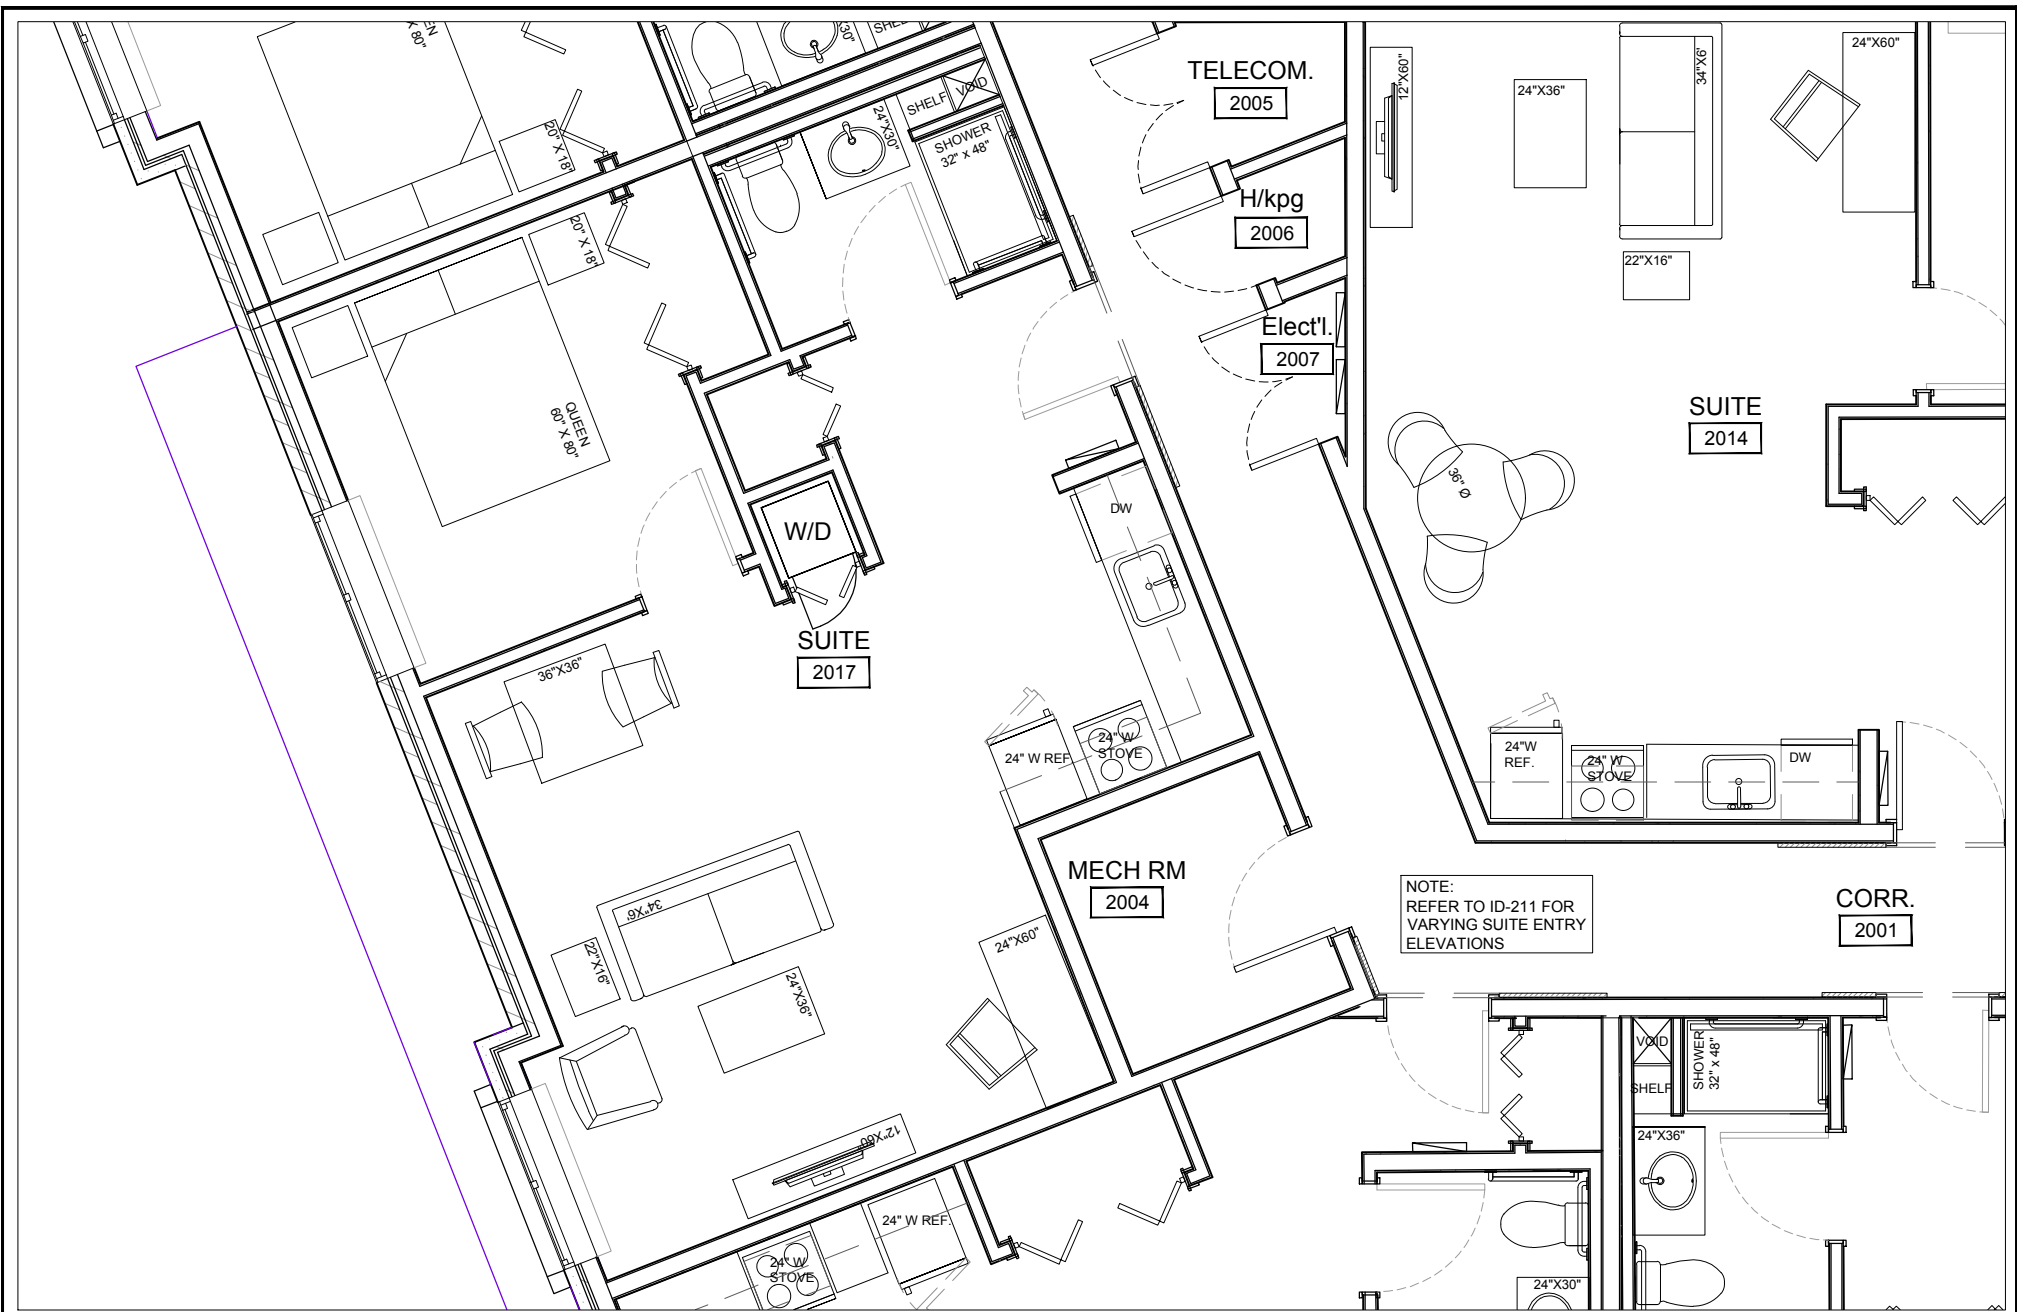 X 80"
20" X 18"
X30"
SHELF
VOID
24"X30"
SHOWER
32" x 48"
TELECOM.
2005
H/kpg
2006
Elect'l.
2007
12"X60"
24"X36"
34"X6'
24"X60"
22"X16"
SUITE
2014
36" Ø
20" X 18"
QUEEN
60" X 80"
W/D
DW
SUITE
2017
36"X36"
24" W REF.
24" W
STOVE
24"W
REF.
24" W
STOVE
DW
MECH RM
2004
NOTE:
REFER TO ID-211 FOR
VARYING SUITE ENTRY
ELEVATIONS
CORR.
2001
34"X6'
22"X16"
24"X36"
24"X60"
12"X60
VOID
SHELF
SHOWER
32" x 48"
24"X36"
24" W REF.
24" W
STOVE
24"X30"